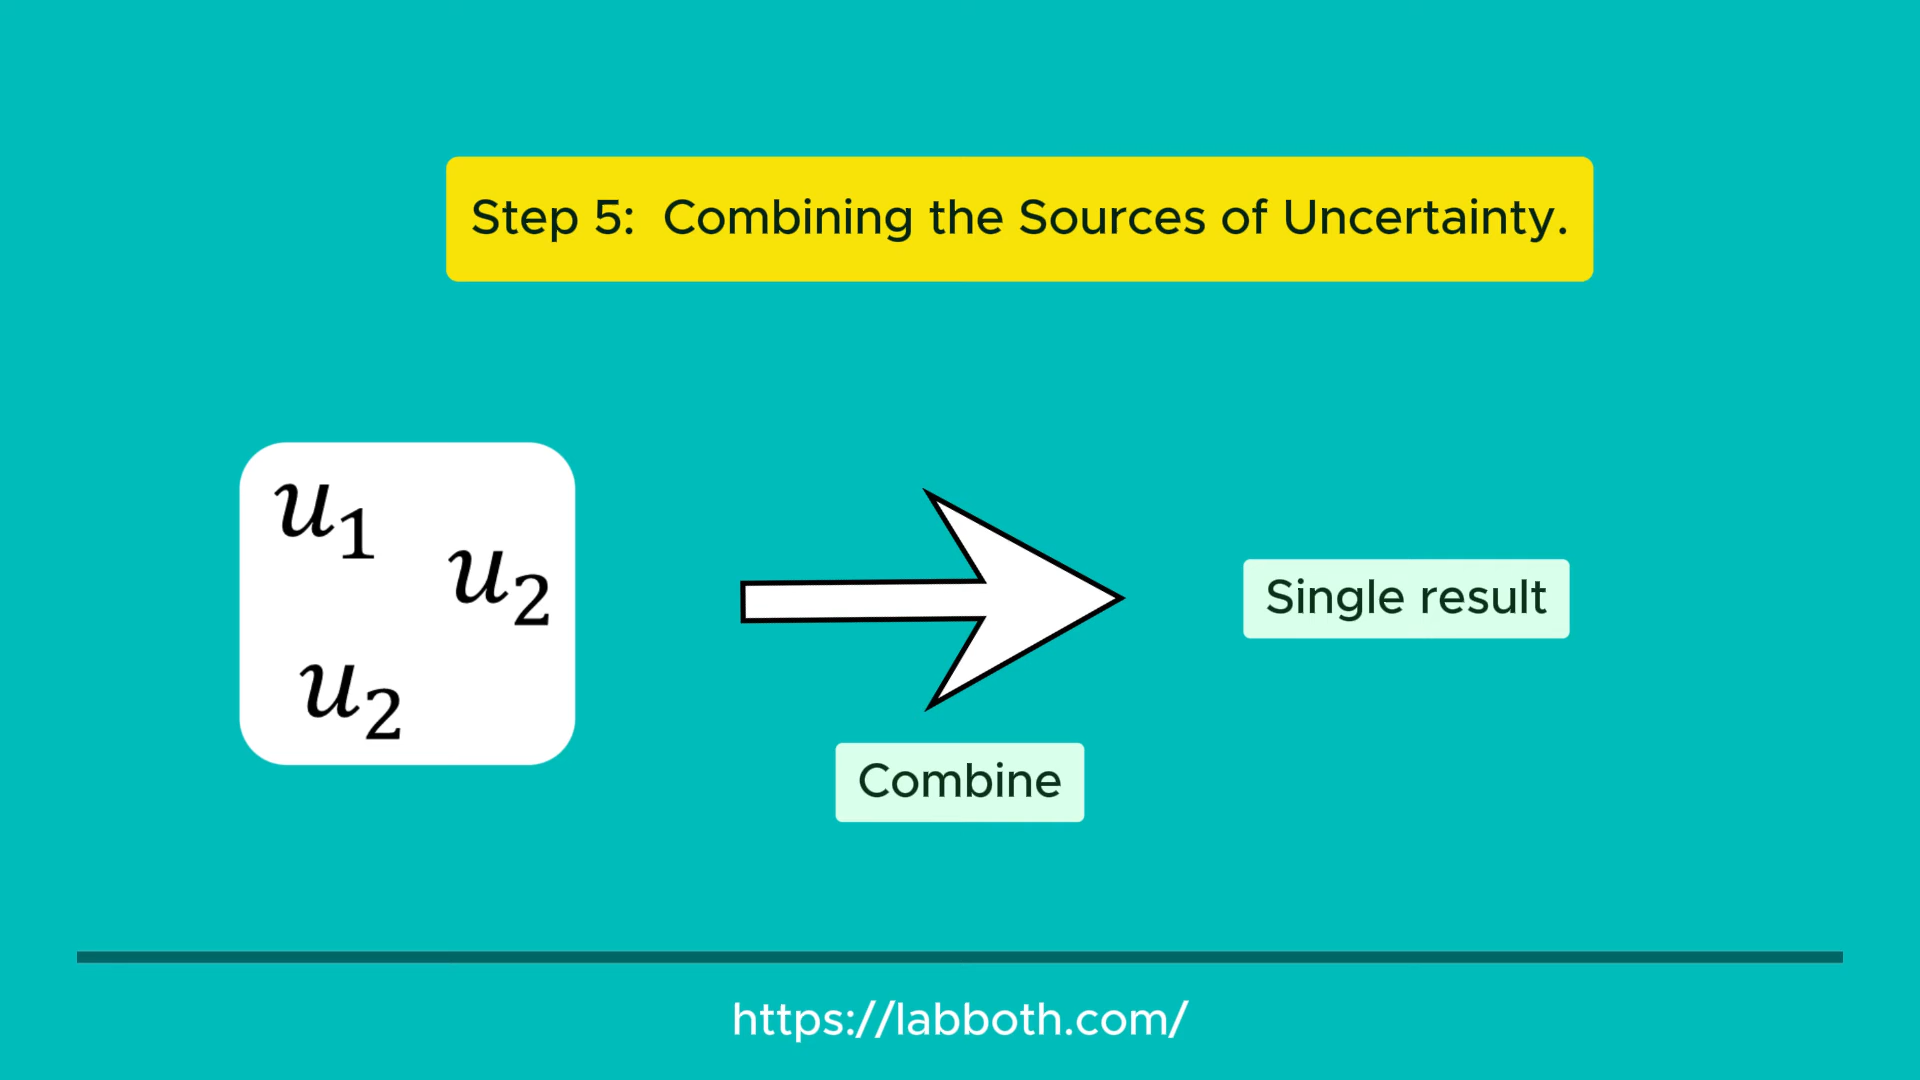 Step 5: Combining the Sources of Uncertainty.
u₁
u₂
u₂
Single result
Combine
https://labboth.com/